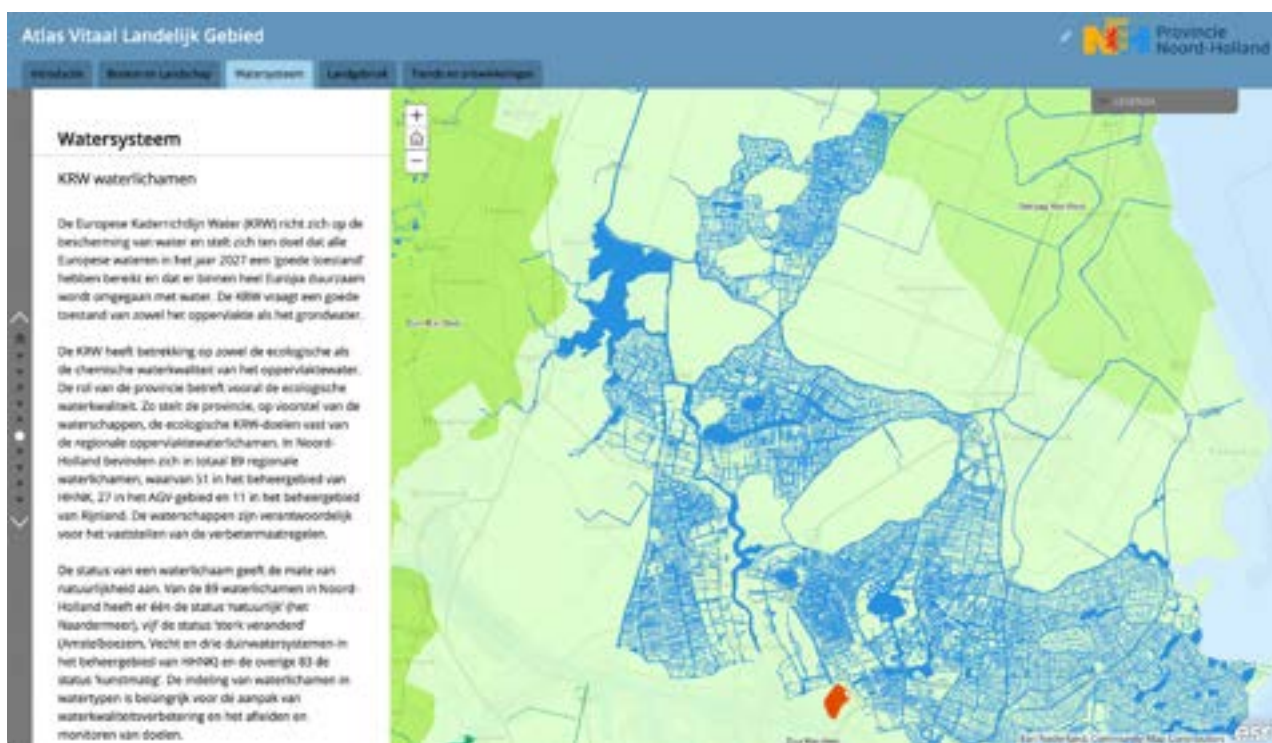 Atlas Vitaal Landelijk Gebied
Provincie
Noord-Holland
Introductie Bodem en Landschap Watersysteem Landgebruik Trends en ontwikkelingen
LEGENDA
Watersysteem
KRW waterlichamen
De Europese Kaderrichtlijn Water (KRW) richt zich op de
bescherming van water en stelt zich ten doel dat alle
Europese wateren in het jaar 2027 een 'goede toestand'
hebben bereikt en dat er binnen heel Europa duurzaam
wordt omgegaan met water. De KRW vraagt een goede
toestand van zowel het oppervlakte als het grondwater.
De KRW heeft betrekking op zowel de ecologische als
de chemische waterkwaliteit van het oppervlaktewater.
De rol van de provincie betreft vooral de ecologische
waterkwaliteit. Zo stelt de provincie, op voorstel van de
waterschappen, de ecologische KRW-doelen vast van
de regionale oppervlaktewaterlichamen. In Noord-
Holland bevinden zich in totaal 89 regionale
waterlichamen, waarvan 51 in het beheergebied van
HHNK, 27 in het AGV-gebied en 11 in het beheergebied
van Rijnland. De waterschappen zijn verantwoordelijk
voor het vaststellen van de verbetermaatregelen.
De status van een waterlichaam geeft de mate van
natuurlijkheid aan. Van de 89 waterlichamen in Noord-
Holland heeft er één de status 'natuurlijk' (het
Naardermeer), vijf de status 'sterk veranderd'
(Amstelboezem, Vecht en drie duinwatersystemen in
het beheergebied van HHNK) en de overige 83 de
status 'kunstmatig'. De indeling van waterlichamen in
watertypen is belangrijk voor de aanpak van
waterkwaliteitsverbetering en het afleiden en
monitoren van doelen.
esri